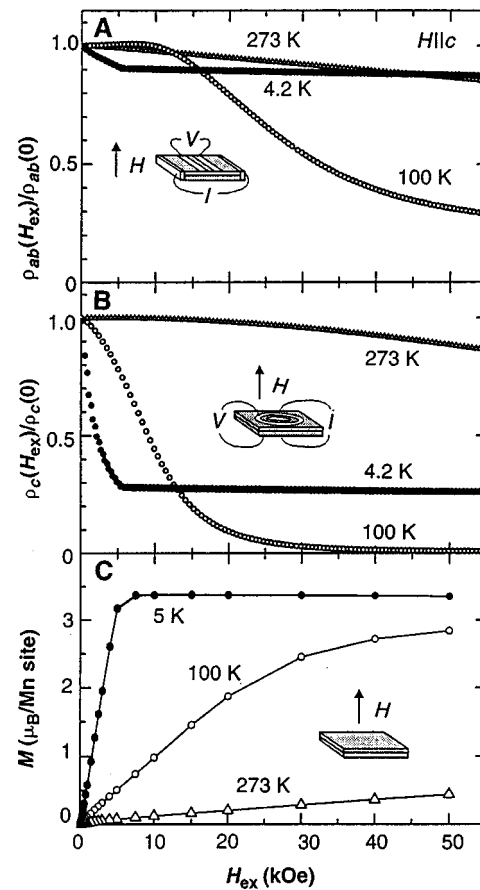 A
273 K
H||c
1.0
4.2 K
V
H
0.5
I
100 K
0
ρab(Hex)/ρab(0)
B
1.0
273 K
H
V
i
0.5
4.2 K
100 K
0
ρc(Hex)/ρc(0)
C
3
5 K
100 K
2
H
1
273 K
0
M (μB/Mn site)
0 10 20 30 40 50
Hex (kOe)